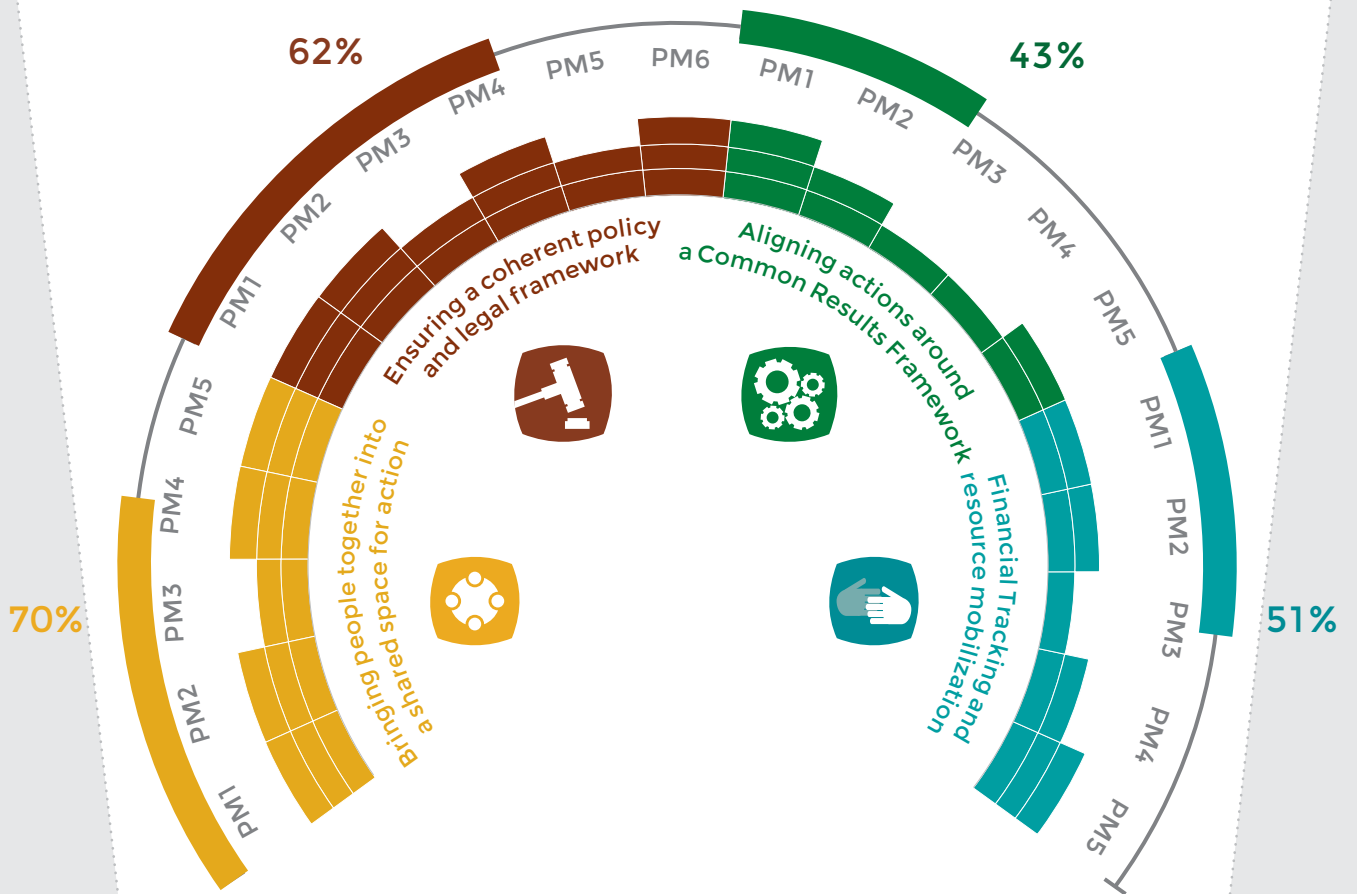 62%
43%
70%
51%
PM1
PM2
PM3
PM4
PM5
PM1
PM2
PM3
PM4
PM5
PM6
PM1
PM2
PM3
PM4
PM5
PM1
PM2
PM3
PM4
PM5
Bringing people together into
a shared space for action
Ensuring a coherent policy
and legal framework
Aligning actions around
a Common Results Framework
Financial Tracking and
resource mobilization